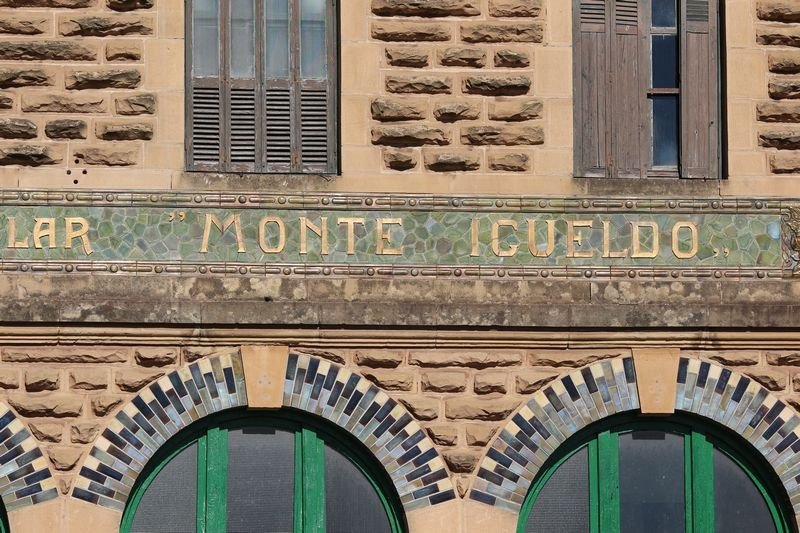 LAR " MONTE IGUELDO „